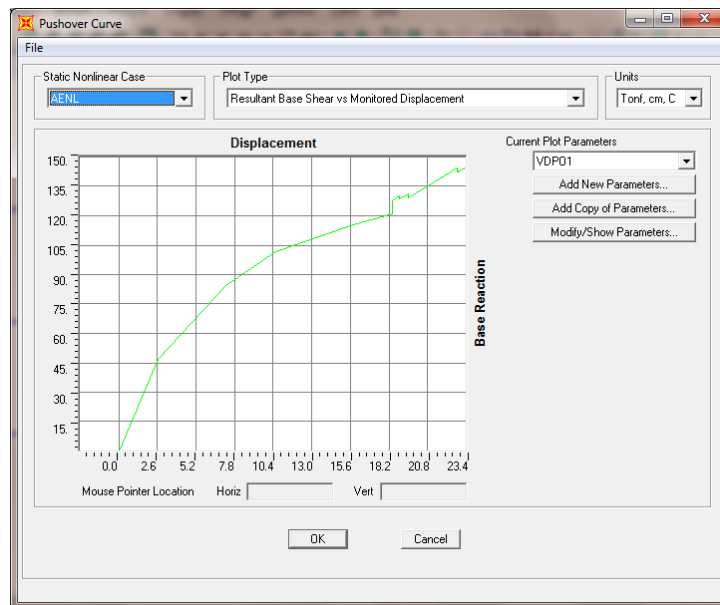 Pushover Curve
File
Static Nonlinear Case
AENL
Plot Type
Resultant Base Shear vs Monitored Displacement
Units
Tonf, cm, C
Displacement
150.
135.
120.
105.
90.
75.
60.
45.
30.
15.
0.0 2.6 5.2 7.8 10.4 13.0 15.6 18.2 20.8 23.4
Base Reaction
Current Plot Parameters
VDPO1
Add New Parameters...
Add Copy of Parameters...
Modify/Show Parameters...
Mouse Pointer Location Horiz Vert
OK Cancel